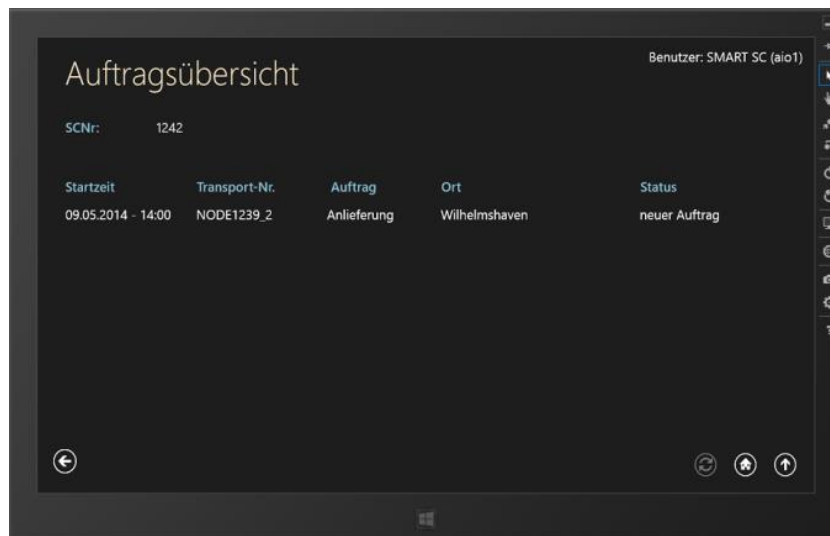 Benutzer: SMART SC (aio1)
Auftragsübersicht
SCNr: 1242
Startzeit Transport-Nr. Auftrag Ort Status
09.05.2014 - 14:00 NODE1239_2 Anlieferung Wilhelmshaven neuer Auftrag